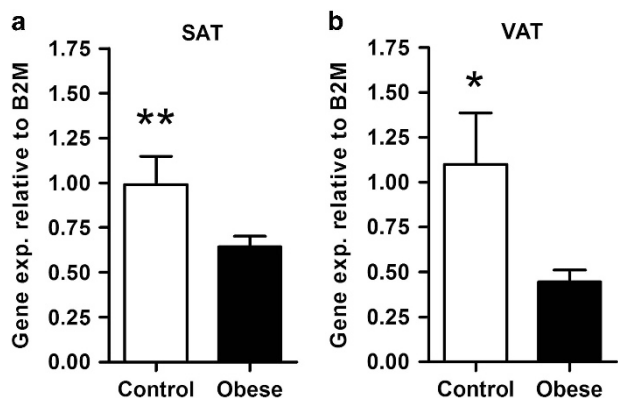 a
SAT
Gene exp. relative to B2M
1.75
1.50
1.25
1.00
0.75
0.50
0.25
0.00
**
Control Obese
b
VAT
Gene exp. relative to B2M
1.75
1.50
1.25
1.00
0.75
0.50
0.25
0.00
*
Control Obese